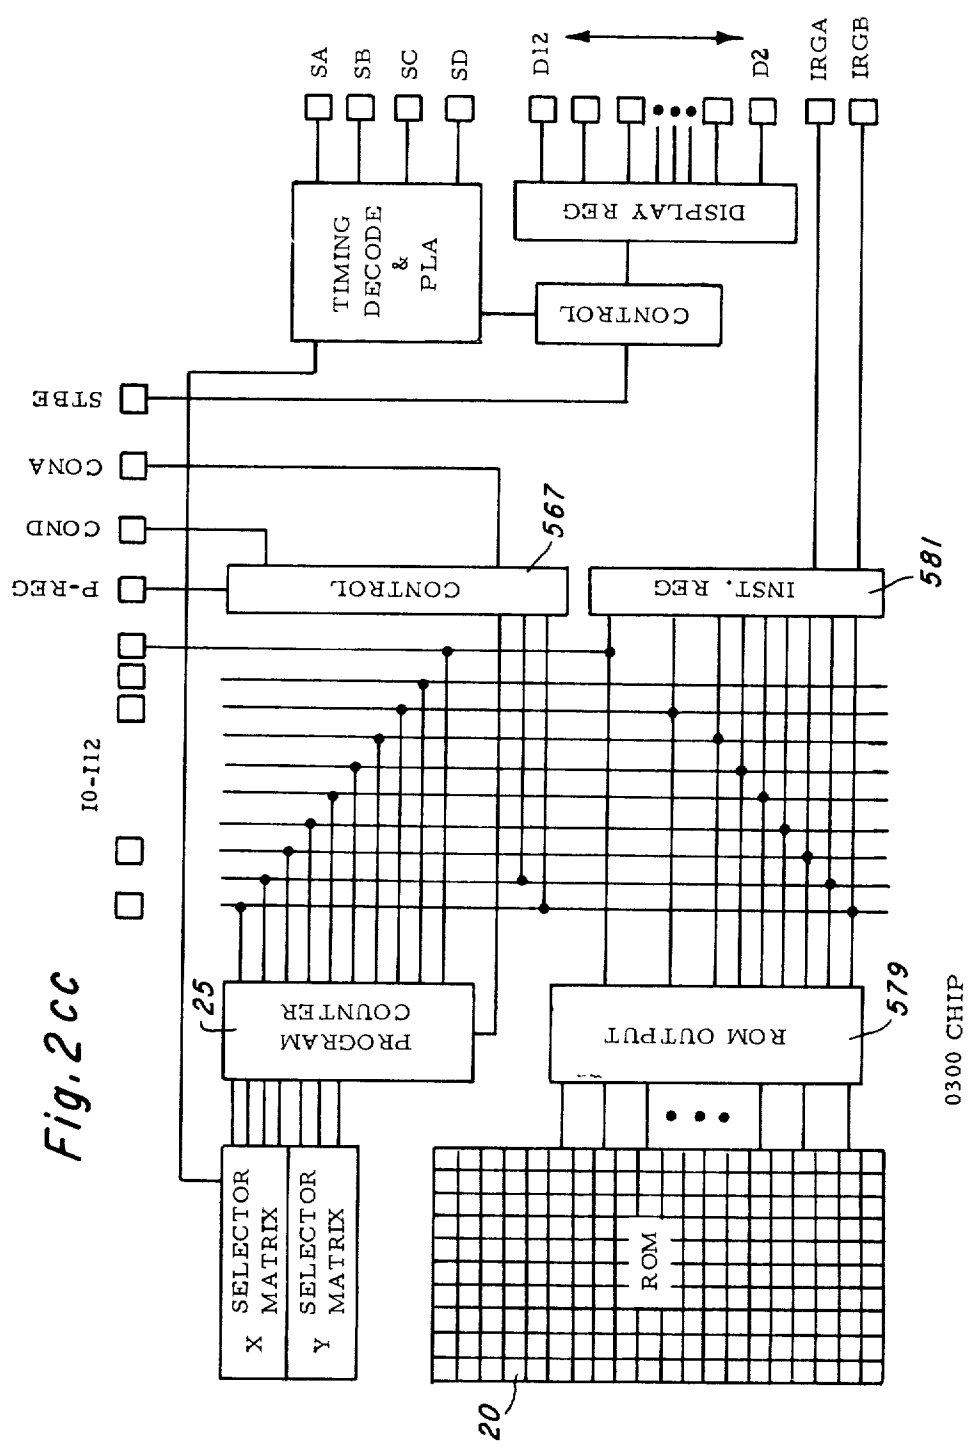 Fig. 2cc
SA
SB
SC
SD
D12
D2
IRGA
IRGB
TIMING
DECODE
&
PLA
DISPLAY REG
CONTROL
STBE
CONA
COND
P-REG
I0-I12
CONTROL
567
INST. REG
581
25
PROGRAM
COUNTER
ROM OUTPUT
579
X SELECTOR
MATRIX
Y SELECTOR
MATRIX
ROM
20
0300 CHIP